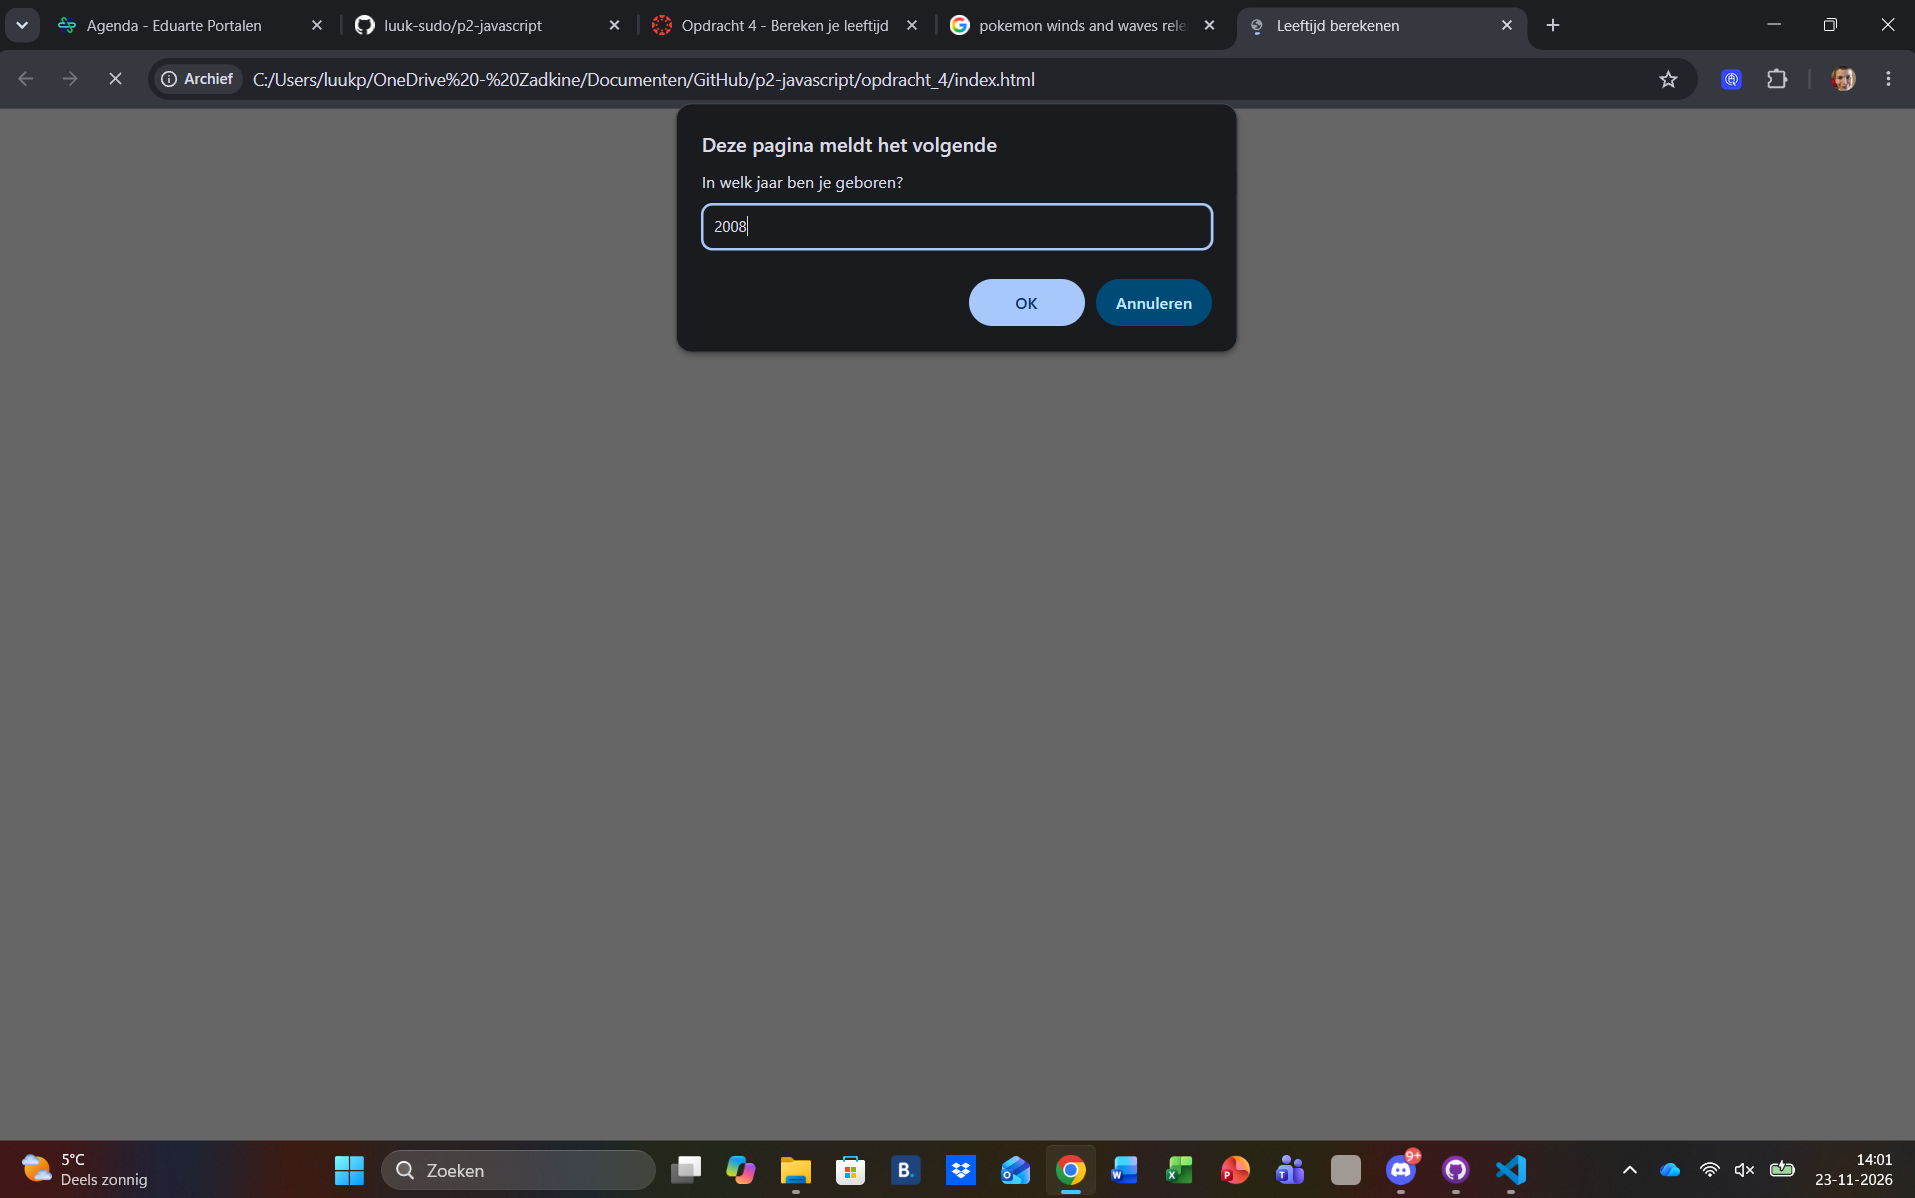 Agenda - Eduarte Portalen
luuk-sudo/p2-javascript
Opdracht 4 - Bereken je leeftijd
pokemon winds and waves rele
Leeftijd berekenen
Archief
C:/Users/luukp/OneDrive%20-%20Zadkine/Documenten/GitHub/p2-javascript/opdracht_4/index.html
Deze pagina meldt het volgende
In welk jaar ben je geboren?
2008
OK
Annuleren
5°C
Deels zonnig
Zoeken
B.
9+
14:01
23-11-2026